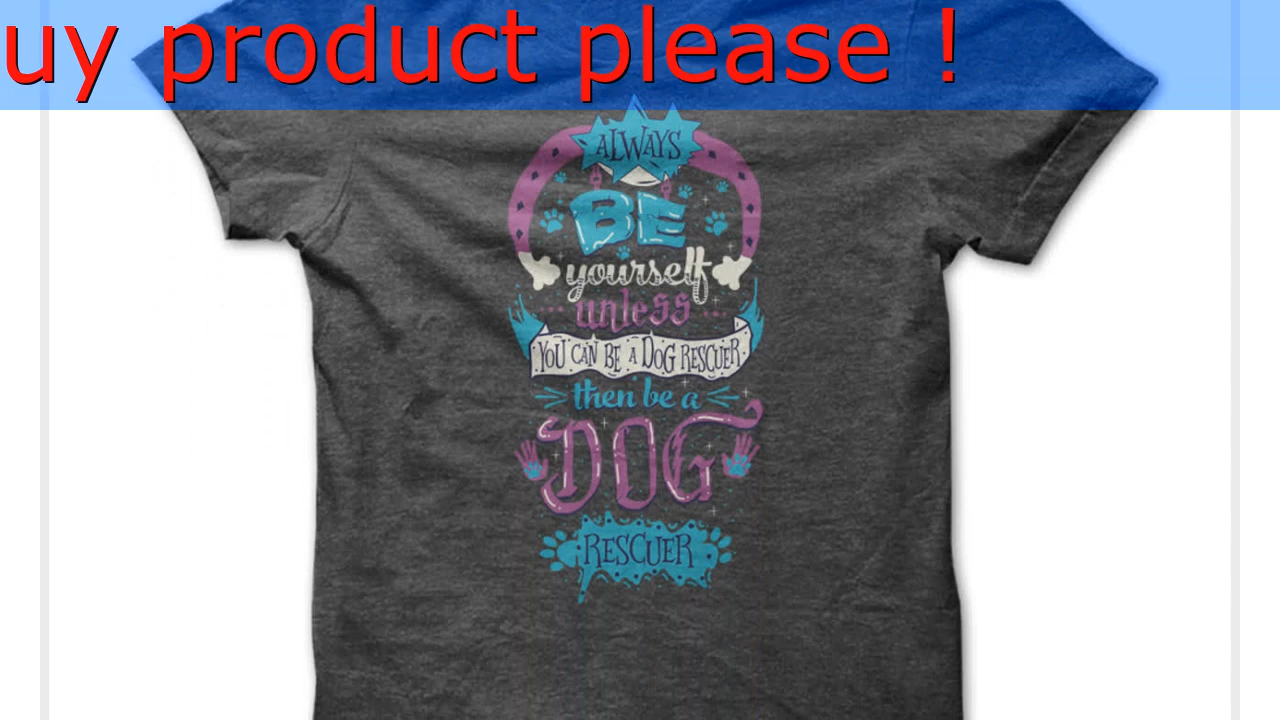 uy product please !
ALWAYS
BE
yourself
unless
YOU CAN BE A DOG RESCUER
then be a
DOG
RESCUER